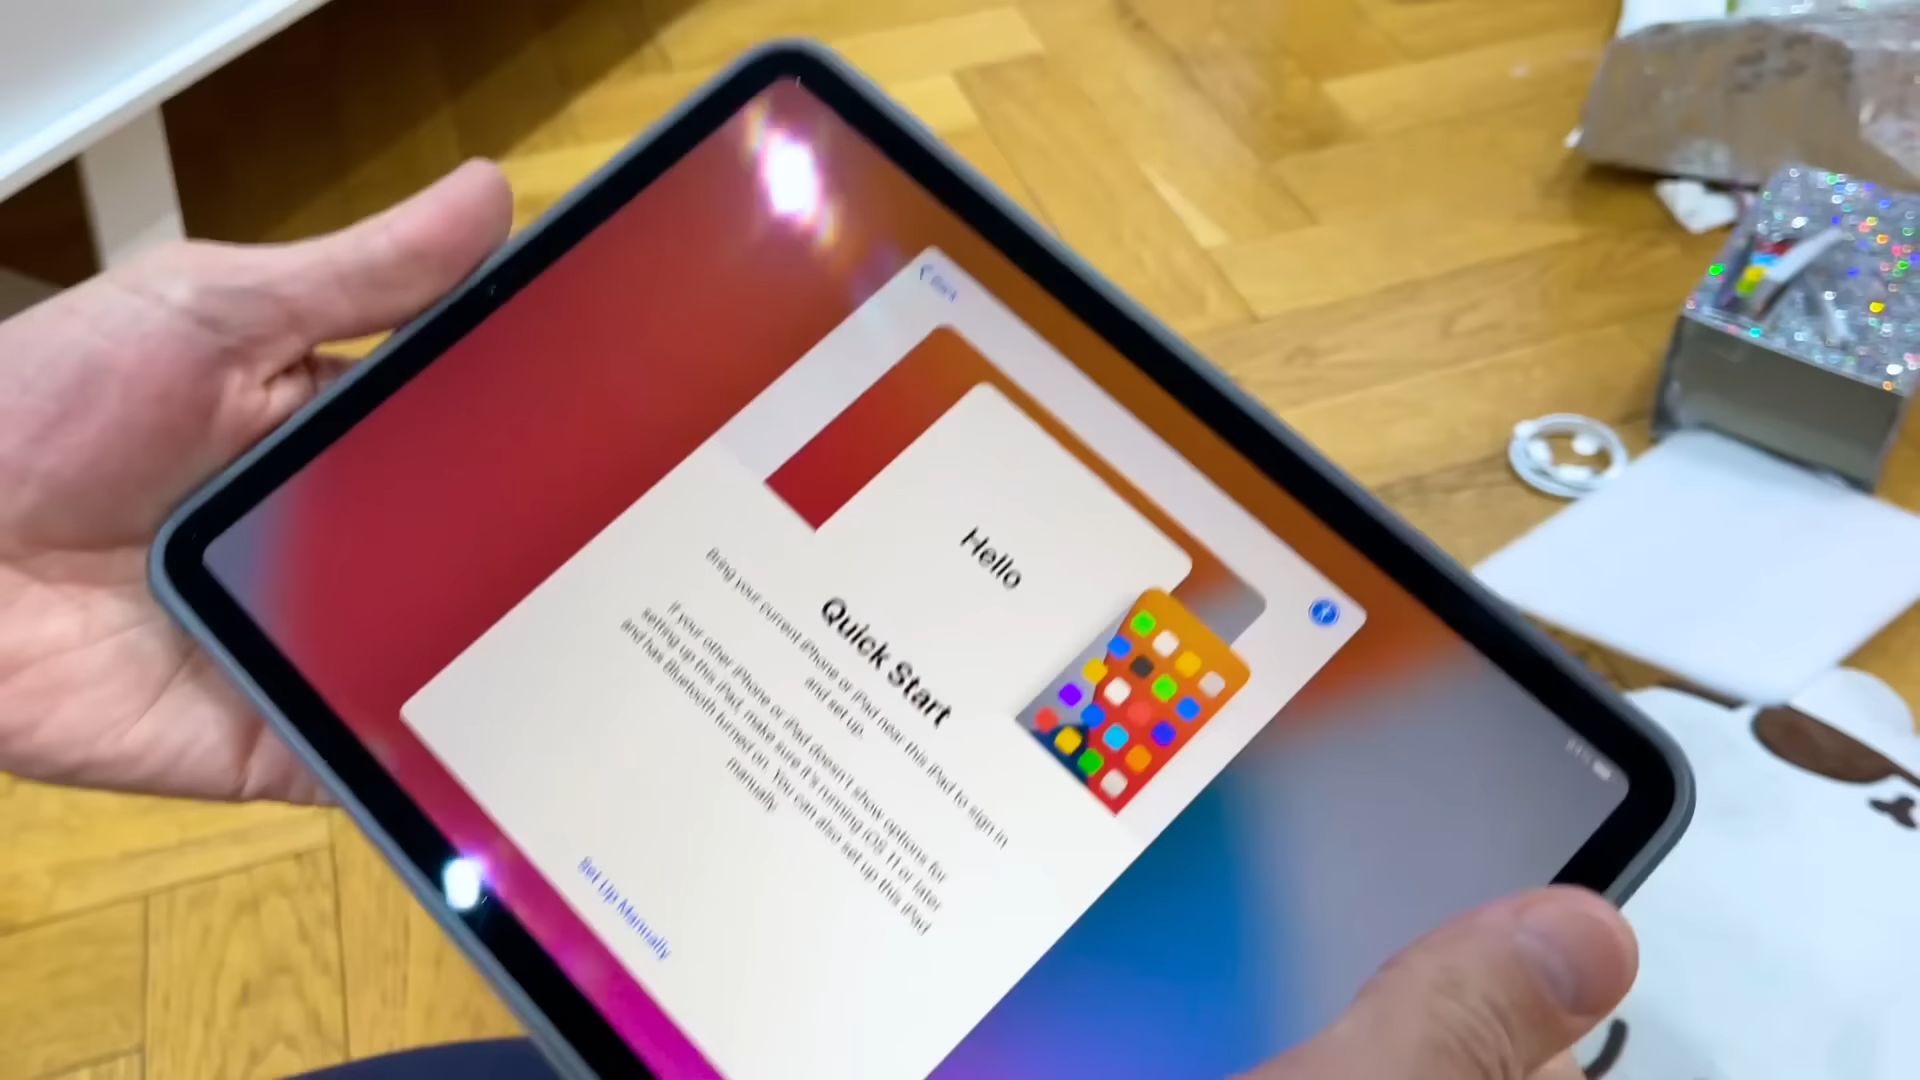 Back
Hello
Quick Start
Bring your current iPhone or iPad near this iPad to sign in
and set up.
If your other iPhone or iPad doesn't show options for
setting up this iPad, make sure it's running iOS 11 or later
and has Bluetooth turned on. You can also set up this iPad
manually.
Set Up Manually